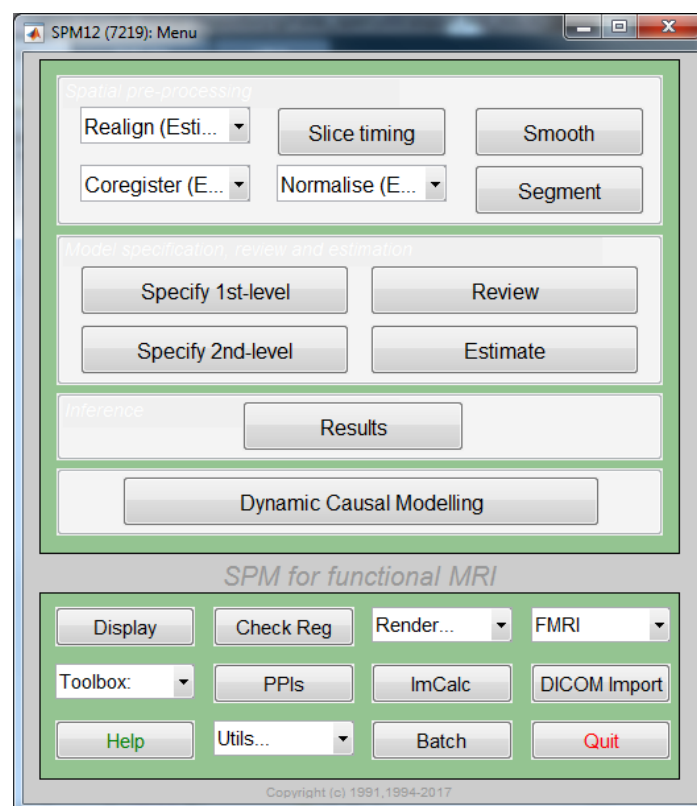 SPM12 (7219): Menu
Spatial pre-processing
Realign (Esti...
Slice timing
Smooth
Coregister (E...
Normalise (E...
Segment
Model specification, review and estimation
Specify 1st-level
Review
Specify 2nd-level
Estimate
Inference
Results
Dynamic Causal Modelling
SPM for functional MRI
Display
Check Reg
Render...
FMRI
Toolbox:
PPIs
ImCalc
DICOM Import
Help
Utils...
Batch
Quit
Copyright (c) 1991,1994-2017